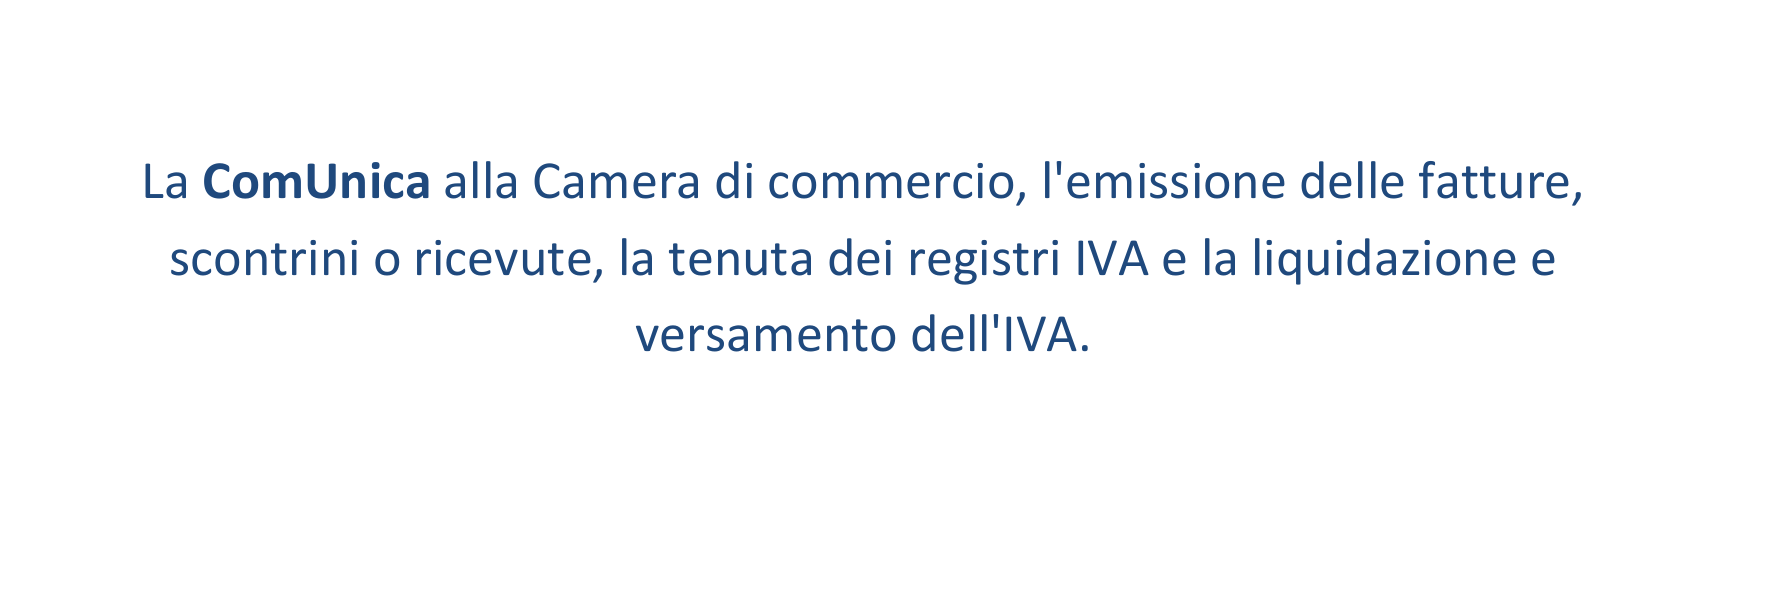 La ComUnica alla Camera di commercio, l'emissione delle fatture,
scontrini o ricevute, la tenuta dei registri IVA e la liquidazione e
versamento dell'IVA.